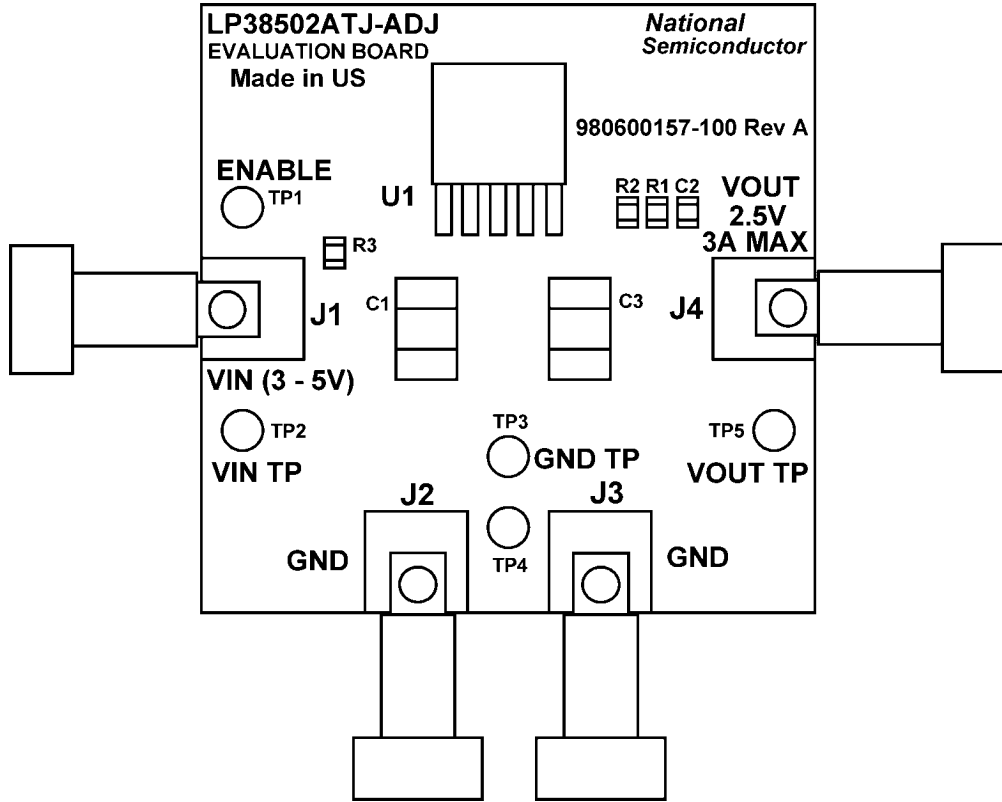 LP38502ATJ-ADJ
EVALUATION BOARD
Made in US
National
Semiconductor
980600157-100 Rev A
ENABLE
TP1
U1
R2 R1 C2
VOUT
2.5V
3A MAX
R3
J1
C1
C3
J4
VIN (3 - 5V)
TP2
VIN TP
TP3
GND TP
TP5
VOUT TP
J2
J3
GND
TP4
GND